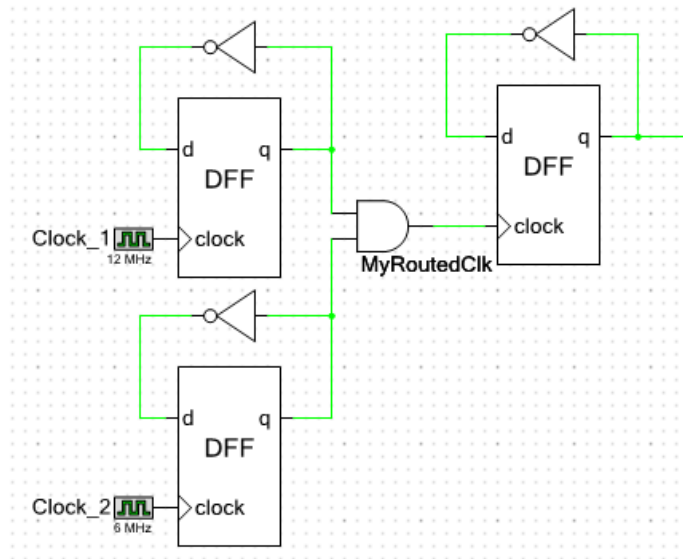 d q
DFF
Clock_1
12 MHz
clock
d q
DFF
clock
MyRoutedClk
d q
DFF
Clock_2
6 MHz
clock